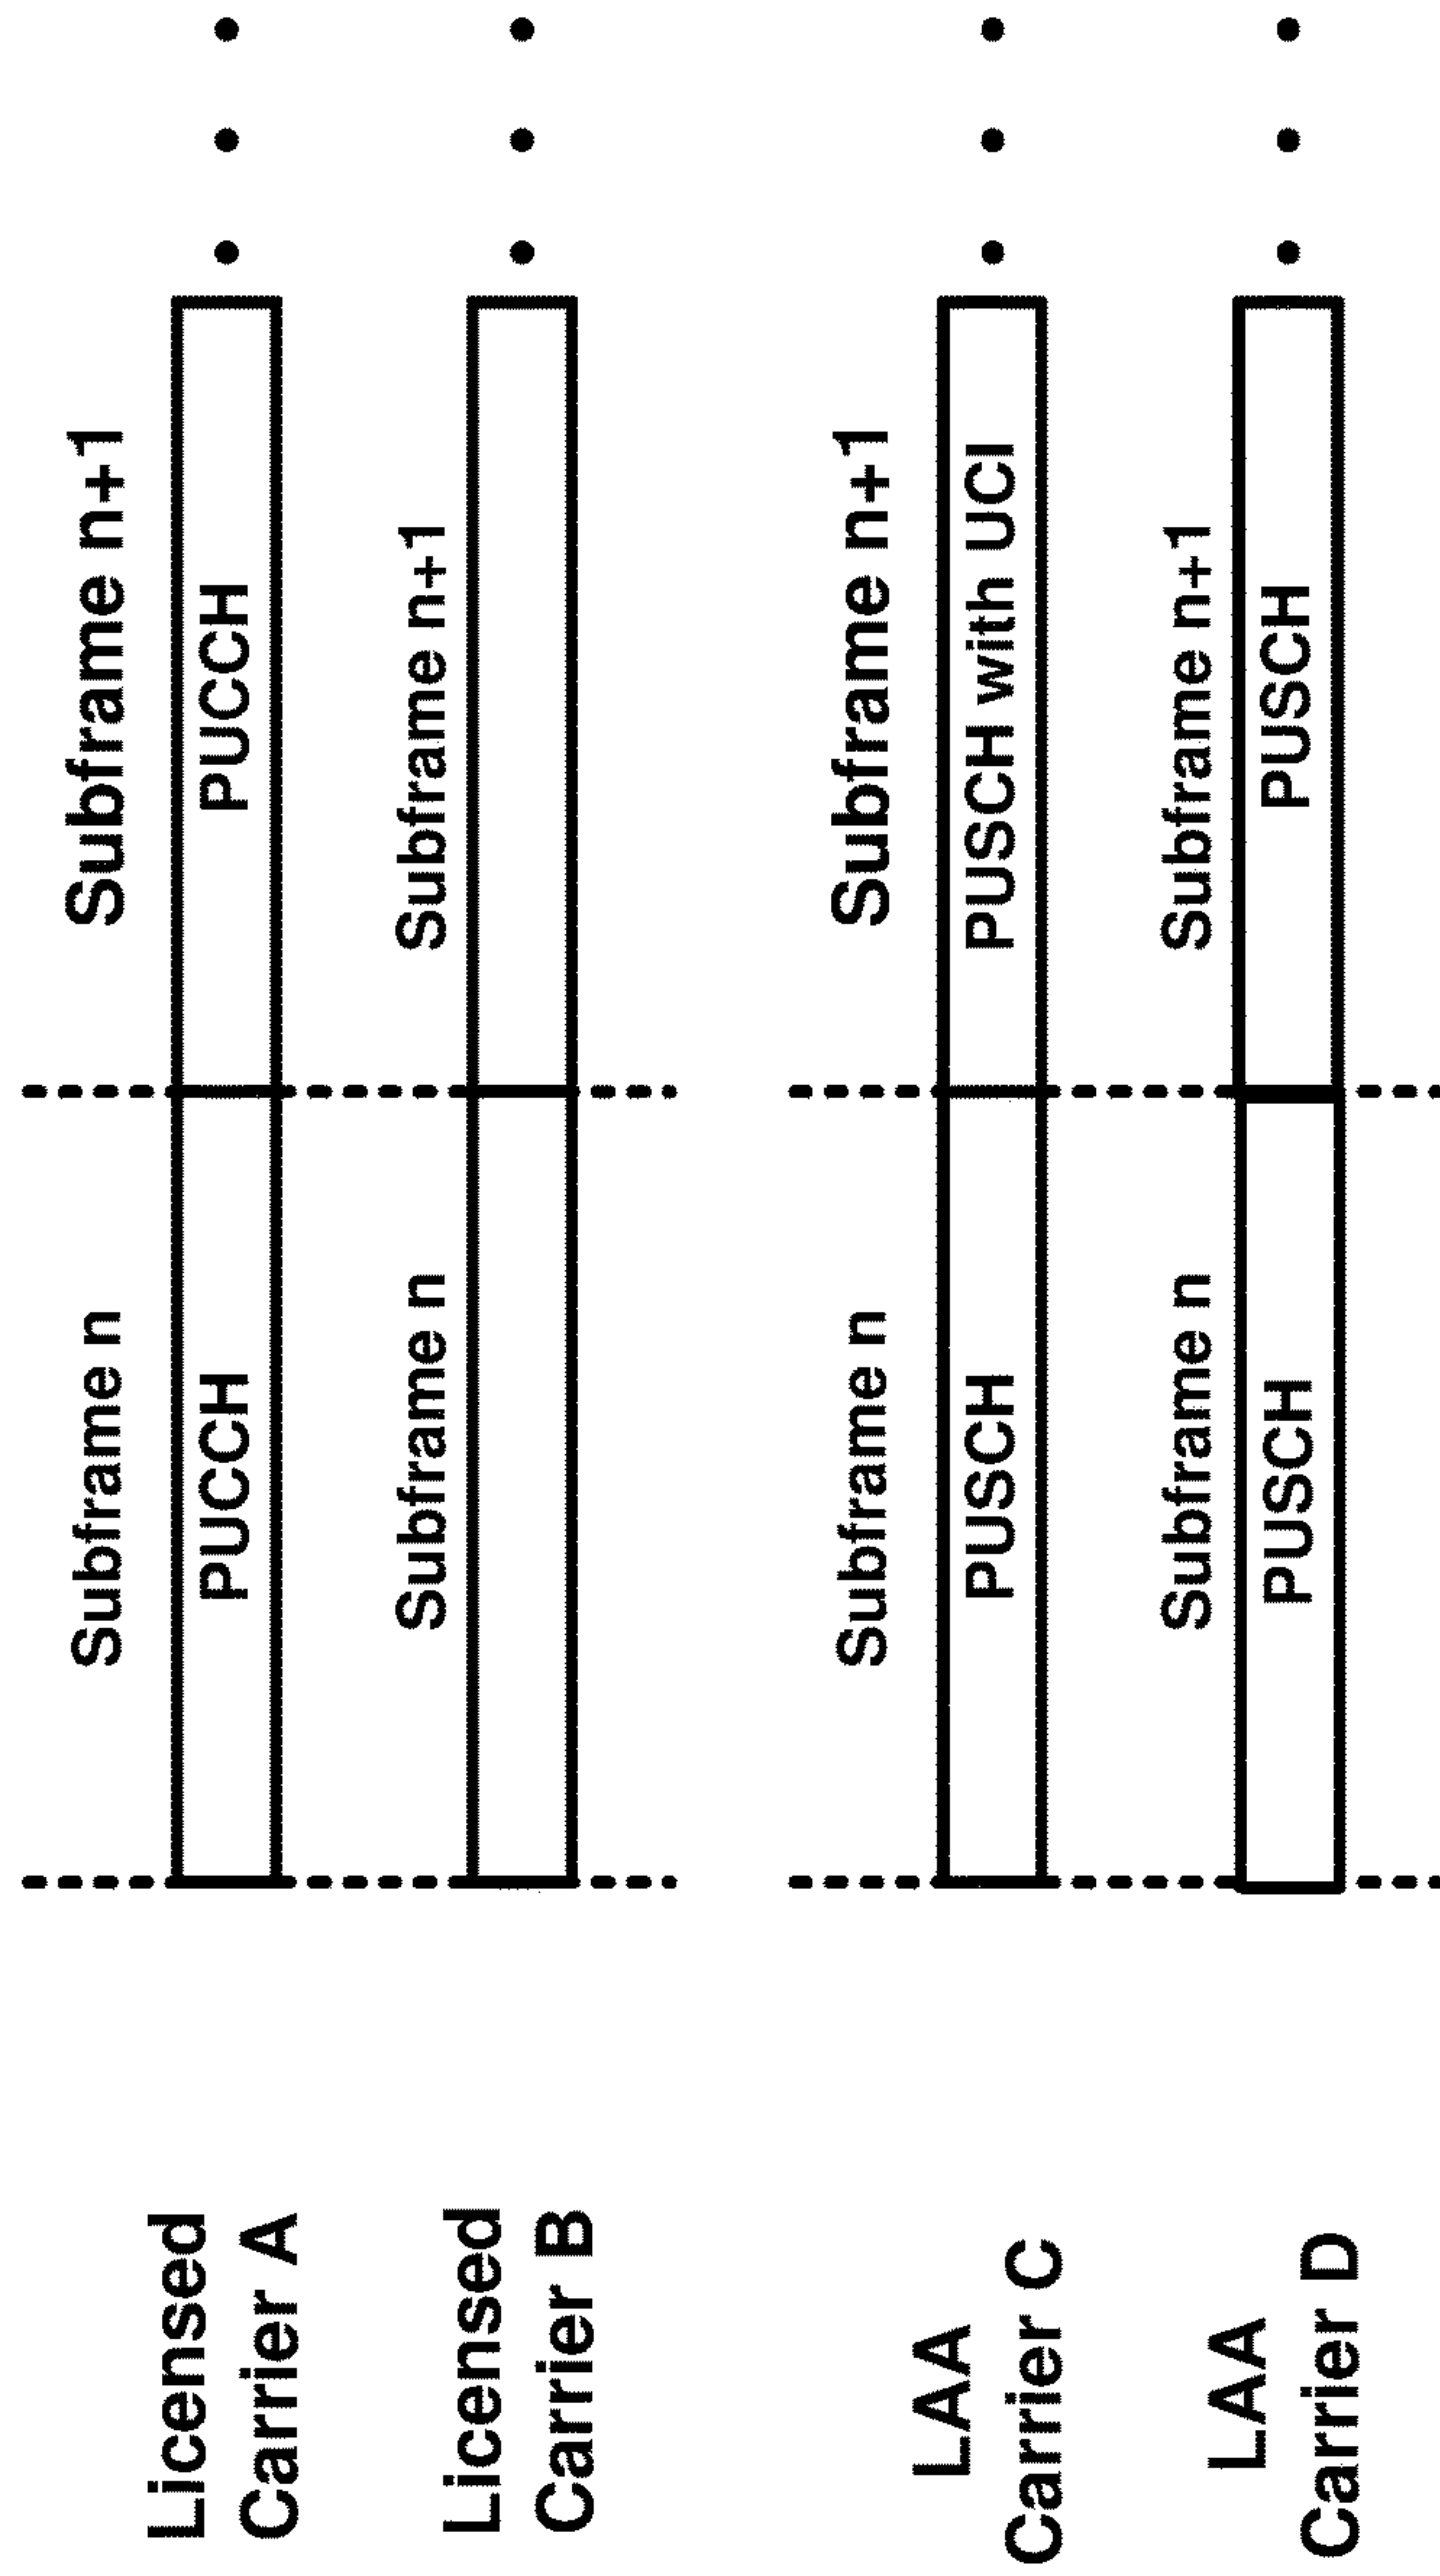 Subframe n
Subframe n+1
Licensed
Carrier A
PUCCH
PUCCH
Subframe n
Subframe n+1
Licensed
Carrier B
Subframe n
Subframe n+1
LAA
Carrier C
PUSCH
PUSCH with UCI
Subframe n
Subframe n+1
LAA
Carrier D
PUSCH
PUSCH